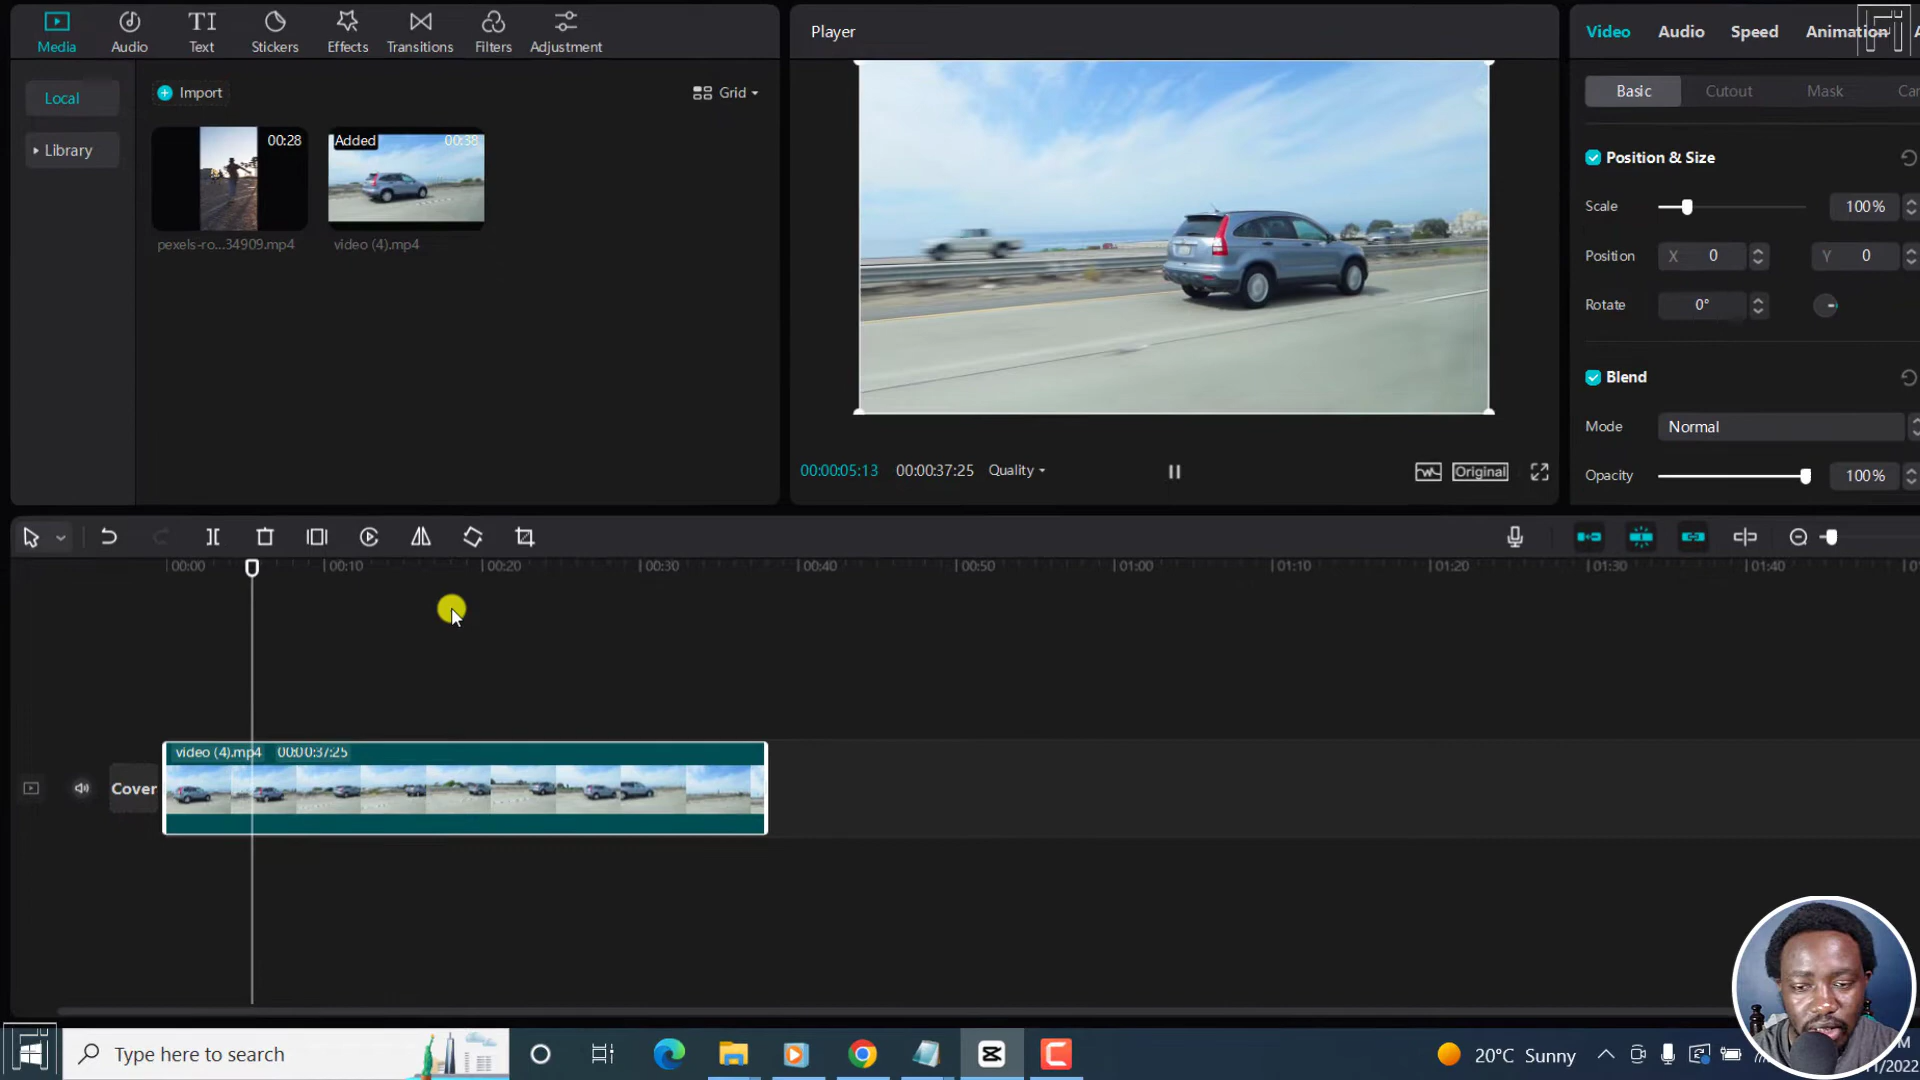 Media
Audio
TI
Text
Stickers
Effects
Transitions
Filters
Adjustment
Player
Video
Audio
Speed
Animation
Local
Library
Import
Grid
00:28
Added
00:38
pexels-ro...34909.mp4
video (4).mp4
Basic
Cutout
Mask
Position & Size
Scale
100%
Position
X 0
Y 0
Rotate
0°
Blend
Mode
Normal
Opacity
100%
00:00:05:13
00:00:37:25
Quality
Original
00:00
00:10
00:20
00:30
00:40
00:50
01:00
01:10
01:20
01:30
01:40
video (4).mp4 00:00:37:25
Cover
Type here to search
20°C Sunny